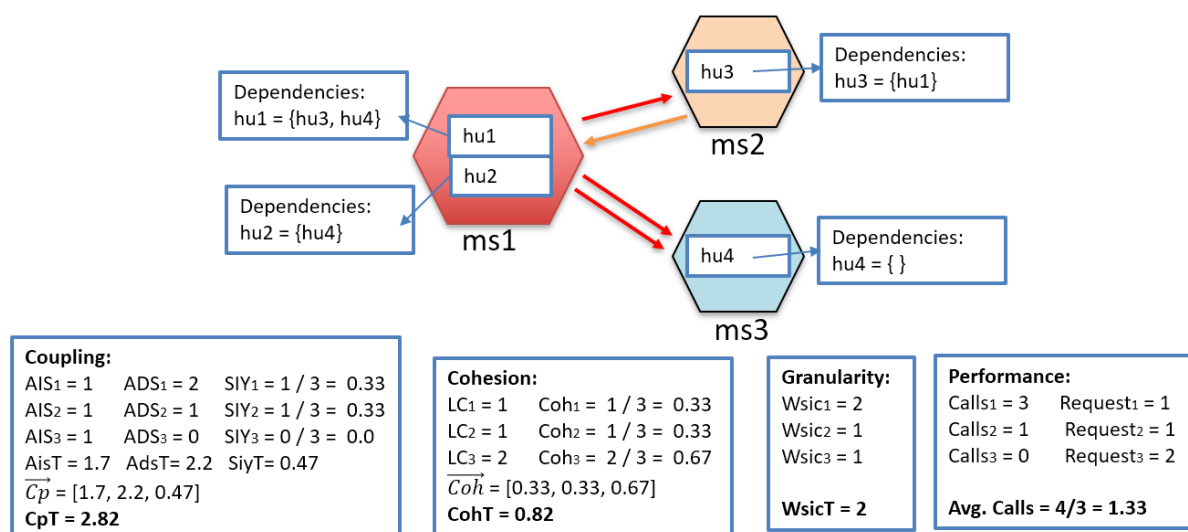 Dependencies:
hu1 = {hu3, hu4}
hu1
hu2
Dependencies:
hu2 = {hu4}
ms1
hu3
ms2
Dependencies:
hu3 = {hu1}
hu4
ms3
Dependencies:
hu4 = { }
Coupling:
AIS₁ = 1 ADS₁ = 2 SIY₁ = 1 / 3 = 0.33
AIS₂ = 1 ADS₂ = 1 SIY₂ = 1 / 3 = 0.33
AIS₃ = 1 ADS₃ = 0 SIY₃ = 0 / 3 = 0.0
AisT = 1.7 AdsT= 2.2 SiyT= 0.47
Cp = [1.7, 2.2, 0.47]
CpT = 2.82
Cohesion:
LC₁ = 1 Coh₁ = 1 / 3 = 0.33
LC₂ = 1 Coh₂ = 1 / 3 = 0.33
LC₃ = 2 Coh₃ = 2 / 3 = 0.67
Coh = [0.33, 0.33, 0.67]
CohT = 0.82
Granularity:
Wsic₁ = 2
Wsic₂ = 1
Wsic₃ = 1
WsicT = 2
Performance:
Calls₁ = 3 Request₁ = 1
Calls₂ = 1 Request₂ = 1
Calls₃ = 0 Request₃ = 2
Avg. Calls = 4/3 = 1.33